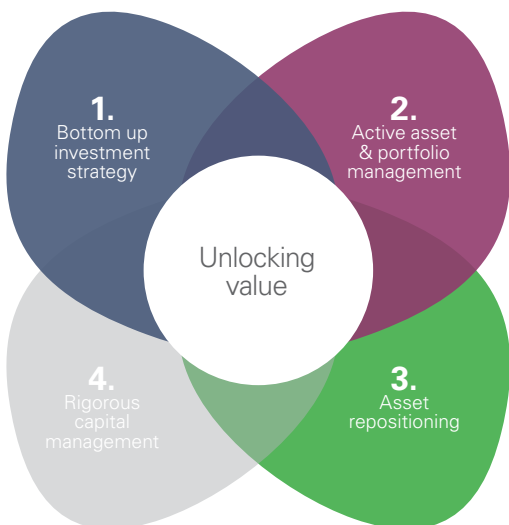 1.
Bottom up
investment
strategy
2.
Active asset
& portfolio
management
Unlocking
value
4.
Rigorous
capital
management
3.
Asset
repositioning